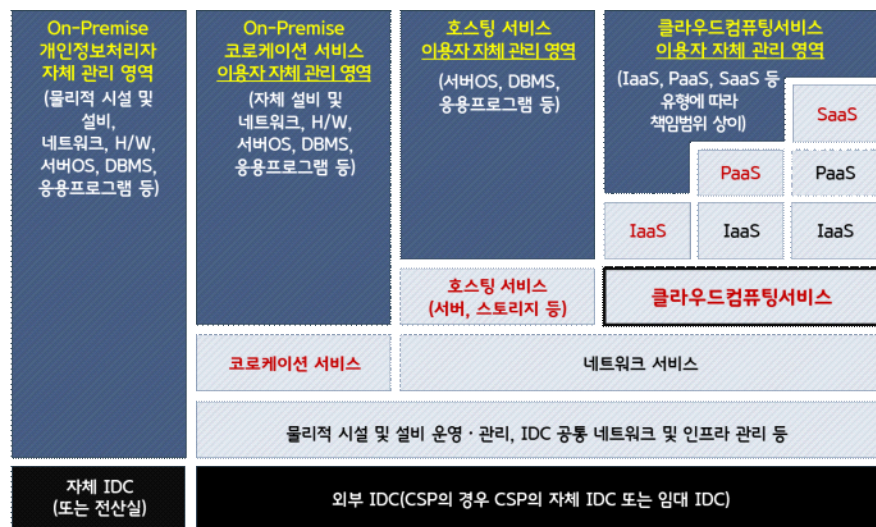 On-Premise
개인정보처리자
자체 관리 영역
(물리적 시설 및
설비,
네트워크, H/W,
서버OS, DBMS,
응용프로그램 등)
On-Premise
코로케이션 서비스
이용자 자체 관리 영역
(자체 설비 및
네트워크, H/W,
서버OS, DBMS,
응용프로그램 등)
호스팅 서비스
이용자 자체 관리 영역
(서버OS, DBMS,
응용프로그램 등)
클라우드컴퓨팅서비스
이용자 자체 관리 영역
(IaaS, PaaS, SaaS 등
유형에 따라
책임범위 상이)
SaaS
PaaS
PaaS
IaaS
IaaS
IaaS
호스팅 서비스
(서버, 스토리지 등)
클라우드컴퓨팅서비스
코로케이션 서비스
네트워크 서비스
물리적 시설 및 설비 운영 · 관리, IDC 공통 네트워크 및 인프라 관리 등
자체 IDC
(또는 전산실)
외부 IDC(CSP의 경우 CSP의 자체 IDC 또는 임대 IDC)